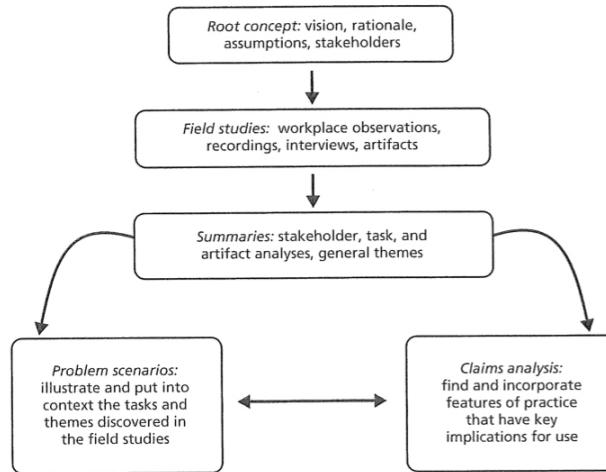 Root concept: vision, rationale,
assumptions, stakeholders
Field studies: workplace observations,
recordings, interviews, artifacts
Summaries: stakeholder, task, and
artifact analyses, general themes
Problem scenarios:
illustrate and put into
context the tasks and
themes discovered in
the field studies
Claims analysis:
find and incorporate
features of practice
that have key
implications for use